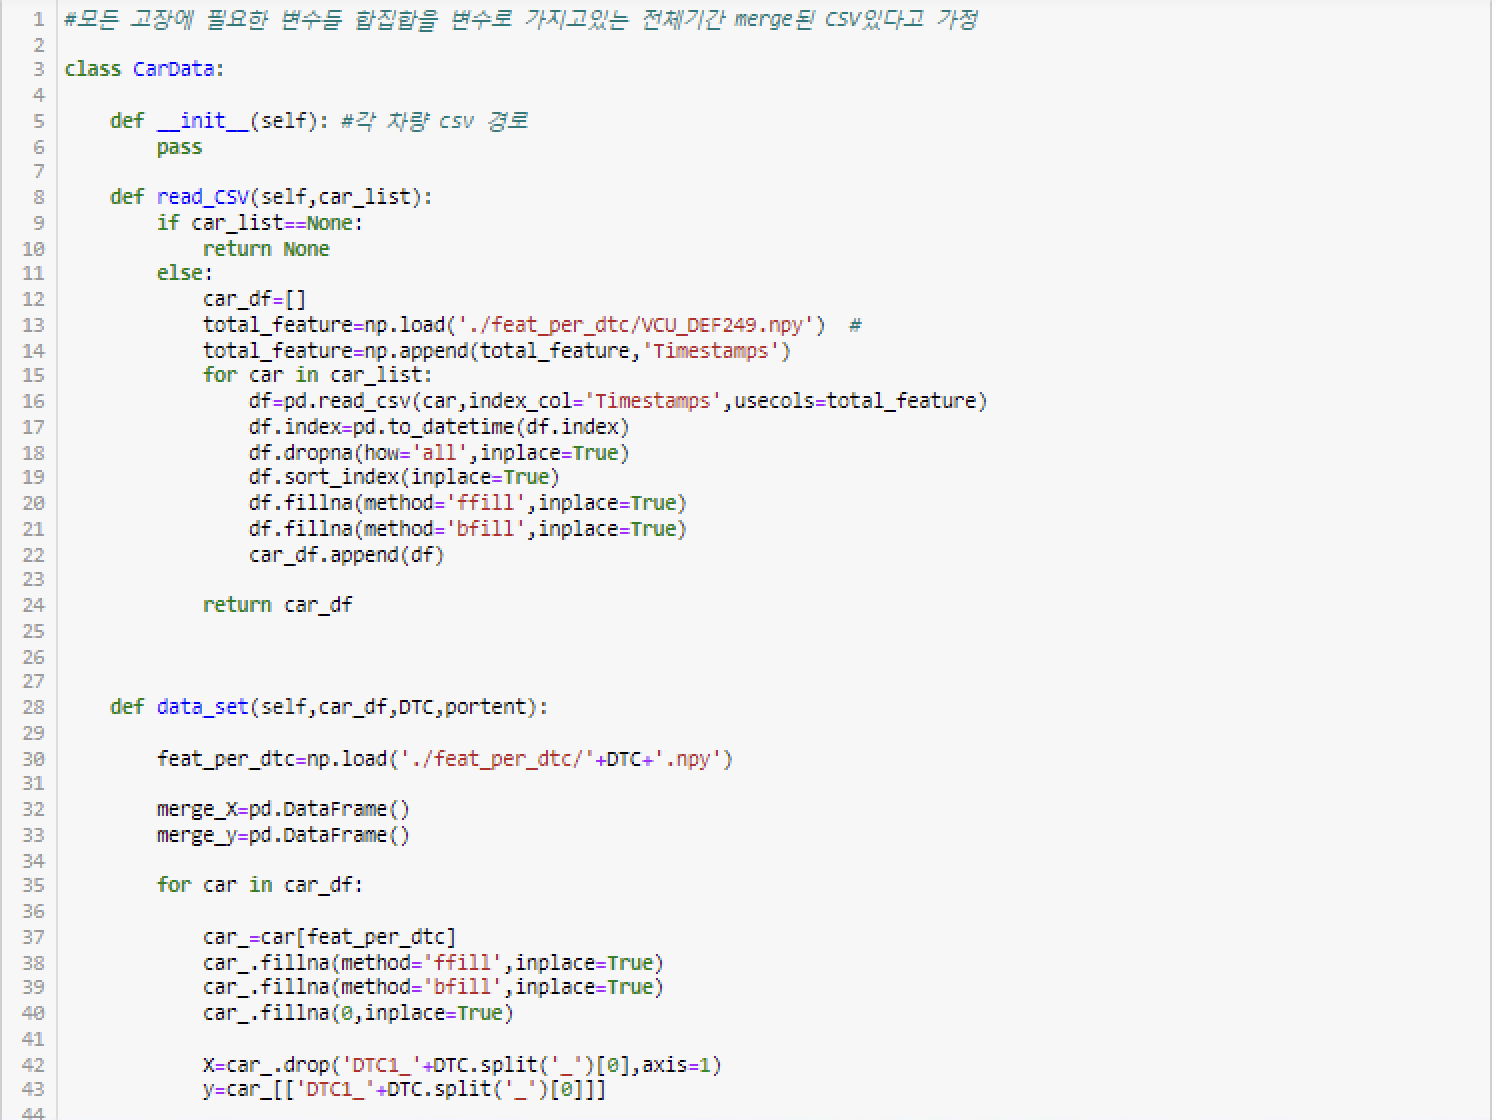 1 #모든 고장에 필요한 변수들 합집합을 변수로 가지고있는 전체기간 merge된 CSV있다고 가정
2
3 class CarData:
4
5     def __init__(self): #각 차량 csv 경로
6         pass
7
8     def read_CSV(self,car_list):
9         if car_list==None:
10             return None
11         else:
12             car_df=[]
13             total_feature=np.load('./feat_per_dtc/VCU_DEF249.npy')  #
14             total_feature=np.append(total_feature,'Timestamps')
15             for car in car_list:
16                 df=pd.read_csv(car,index_col='Timestamps',usecols=total_feature)
17                 df.index=pd.to_datetime(df.index)
18                 df.dropna(how='all',inplace=True)
19                 df.sort_index(inplace=True)
20                 df.fillna(method='ffill',inplace=True)
21                 df.fillna(method='bfill',inplace=True)
22                 car_df.append(df)
23
24             return car_df
25
26
27
28     def data_set(self,car_df,DTC,portent):
29
30         feat_per_dtc=np.load('./feat_per_dtc/'+DTC+'.npy')
31
32         merge_X=pd.DataFrame()
33         merge_y=pd.DataFrame()
34
35         for car in car_df:
36
37             car_=car[feat_per_dtc]
38             car_.fillna(method='ffill',inplace=True)
39             car_.fillna(method='bfill',inplace=True)
40             car_.fillna(0,inplace=True)
41
42             X=car_.drop('DTC1_'+DTC.split('_')[0],axis=1)
43             y=car_[['DTC1_'+DTC.split('_')[0]]]
44